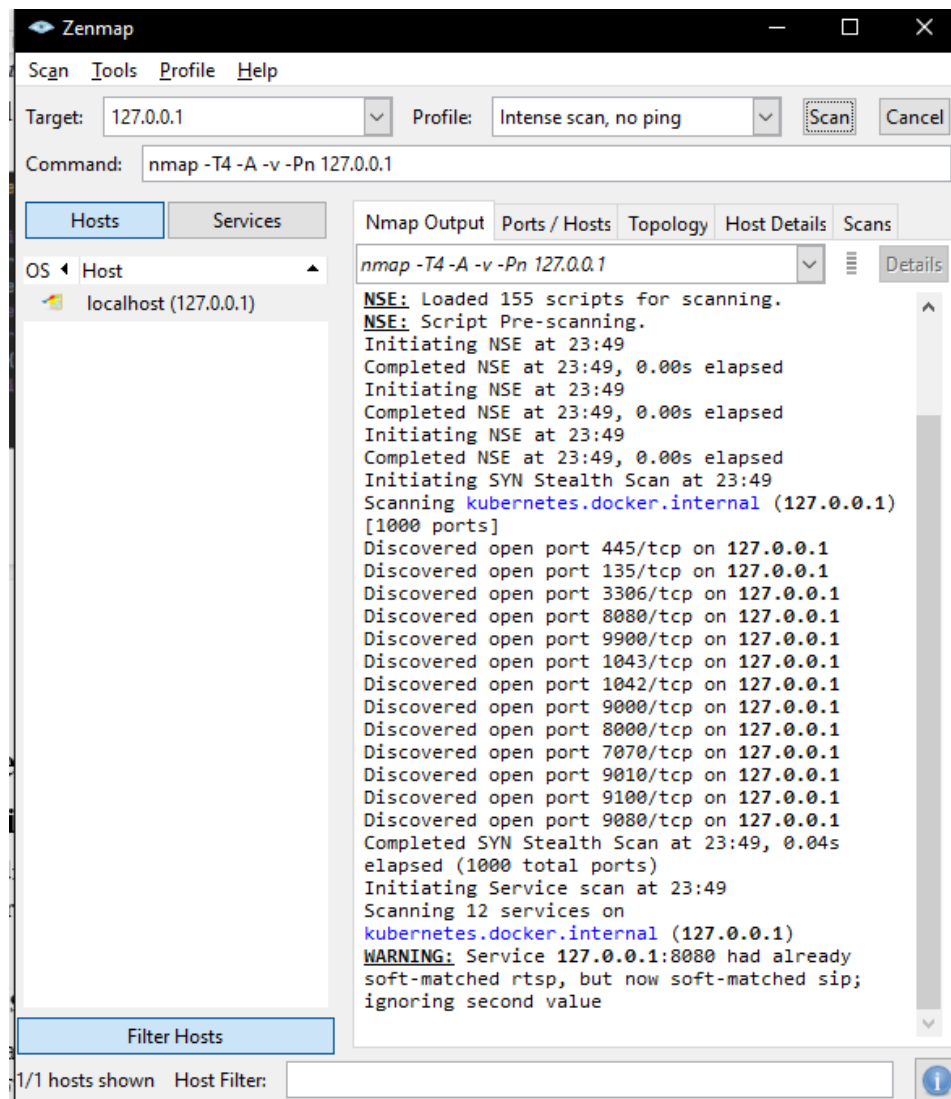 Zenmap
Scan Tools Profile Help
Target: 127.0.0.1 Profile: Intense scan, no ping Scan Cancel
Command: nmap -T4 -A -v -Pn 127.0.0.1
Hosts Services
OS Host
localhost (127.0.0.1)
Nmap Output Ports / Hosts Topology Host Details Scans
nmap -T4 -A -v -Pn 127.0.0.1 Details
NSE: Loaded 155 scripts for scanning.
NSE: Script Pre-scanning.
Initiating NSE at 23:49
Completed NSE at 23:49, 0.00s elapsed
Initiating NSE at 23:49
Completed NSE at 23:49, 0.00s elapsed
Initiating NSE at 23:49
Completed NSE at 23:49, 0.00s elapsed
Initiating SYN Stealth Scan at 23:49
Scanning kubernetes.docker.internal (127.0.0.1)
[1000 ports]
Discovered open port 445/tcp on 127.0.0.1
Discovered open port 135/tcp on 127.0.0.1
Discovered open port 3306/tcp on 127.0.0.1
Discovered open port 8080/tcp on 127.0.0.1
Discovered open port 9900/tcp on 127.0.0.1
Discovered open port 1043/tcp on 127.0.0.1
Discovered open port 1042/tcp on 127.0.0.1
Discovered open port 9000/tcp on 127.0.0.1
Discovered open port 8000/tcp on 127.0.0.1
Discovered open port 7070/tcp on 127.0.0.1
Discovered open port 9010/tcp on 127.0.0.1
Discovered open port 9100/tcp on 127.0.0.1
Discovered open port 9080/tcp on 127.0.0.1
Completed SYN Stealth Scan at 23:49, 0.04s
elapsed (1000 total ports)
Initiating Service scan at 23:49
Scanning 12 services on
kubernetes.docker.internal (127.0.0.1)
WARNING: Service 127.0.0.1:8080 had already
soft-matched rtsp, but now soft-matched sip;
ignoring second value
Filter Hosts
1/1 hosts shown Host Filter: